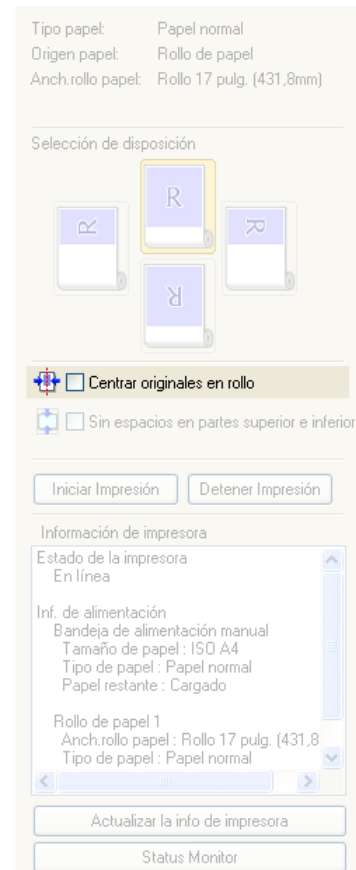 Tipo papel: Papel normal
Origen papel: Rollo de papel
Anch.rollo papel: Rollo 17 pulg. (431,8mm)
Selección de disposición
R
R
R
R
Centrar originales en rollo
Sin espacios en partes superior e inferior
Iniciar Impresión Detener Impresión
Información de impresora
Estado de la impresora
En línea
Inf. de alimentación
Bandeja de alimentación manual
Tamaño de papel : ISO A4
Tipo de papel : Papel normal
Papel restante : Cargado
Rollo de papel 1
Anch.rollo papel : Rollo 17 pulg. (431,8
Tipo de papel : Papel normal
Actualizar la info de impresora
Status Monitor